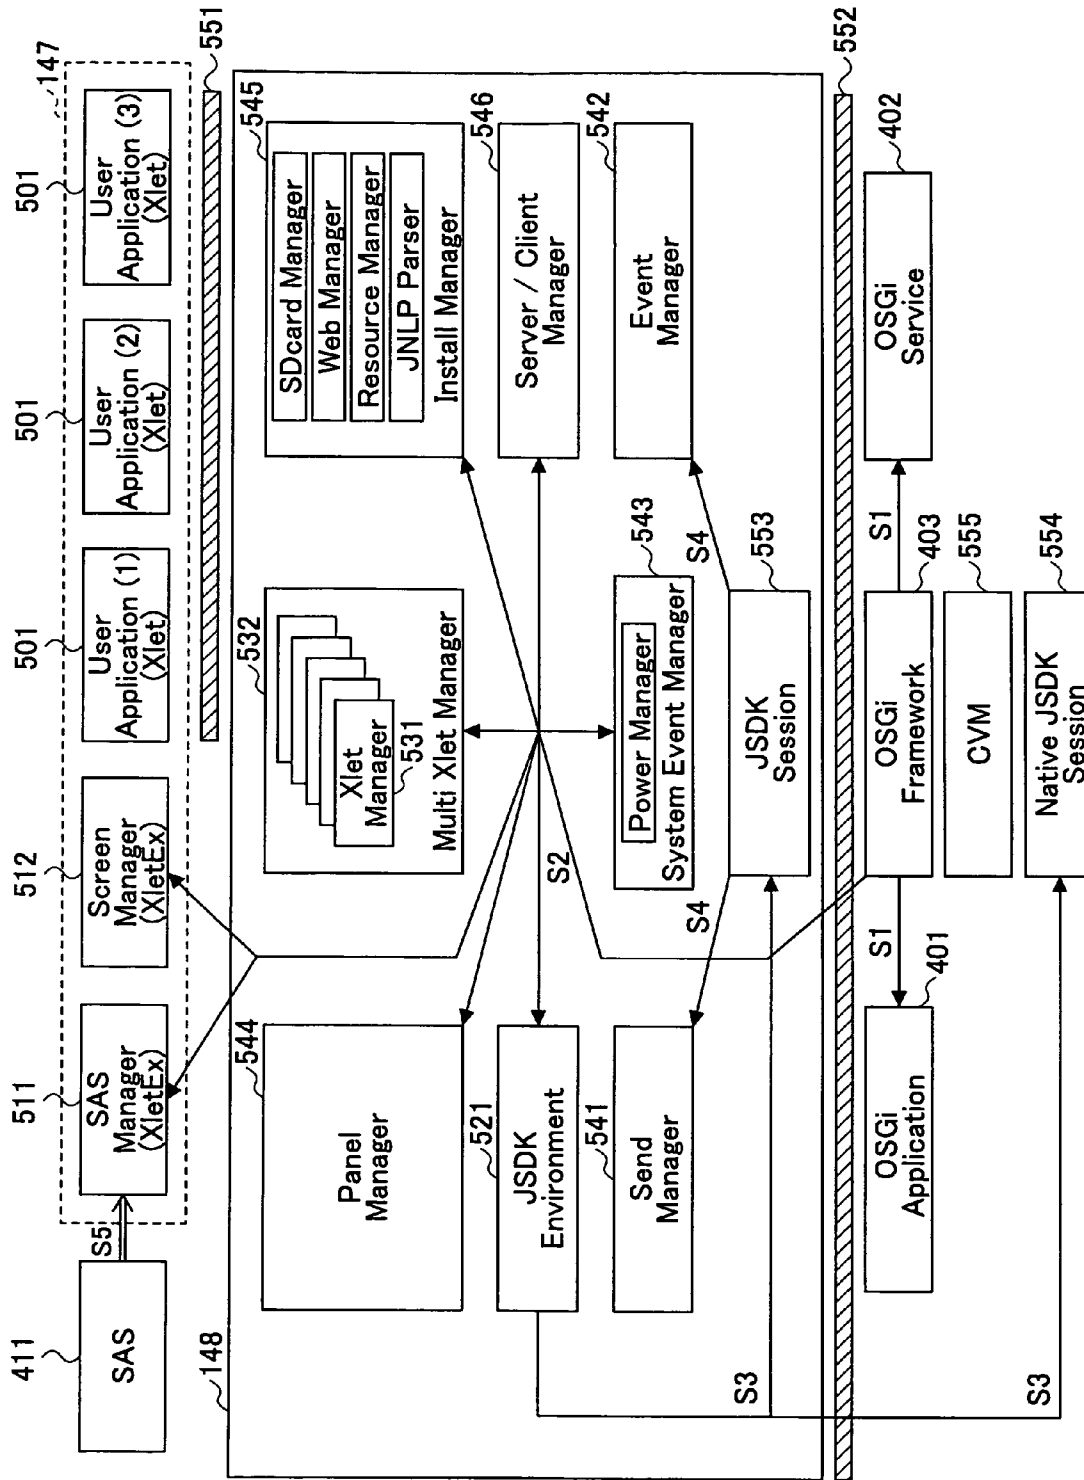 411
SAS
S5
147
511
SAS
Manager
(XletEx)
512
Screen
Manager
(XletEx)
501
User
Application (1)
(Xlet)
501
User
Application (2)
(Xlet)
501
User
Application (3)
(Xlet)
551
148
544
Panel
Manager
532
Xlet
Manager
531
Multi Xlet Manager
545
SDcard Manager
Web Manager
Resource Manager
JNLP Parser
Install Manager
521
JSDK
Environment
S2
546
Server / Client
Manager
541
Send
Manager
543
Power Manager
System Event Manager
542
Event
Manager
S4
S4
553
JSDK
Session
S3
552
401
OSGi
Application
S1
403
OSGi
Framework
S1
402
OSGi
Service
555
CVM
554
Native JSDK
Session
S3